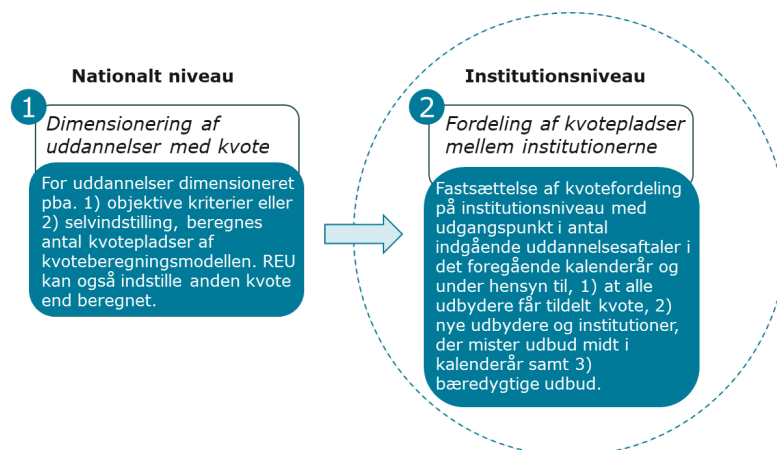 Nationalt niveau
1
Dimensionering af
uddannelser med kvote
For uddannelser dimensioneret
pba. 1) objektive kriterier eller
2) selvindstilling, beregnes
antal kvotepladser af
kvoteberegningsmodellen. REU
kan også indstille anden kvote
end beregnet.
Institutionsniveau
2
Fordeling af kvotepladser
mellem institutionerne
Fastsættelse af kvotefordeling
på institutionsniveau med
udgangspunkt i antal
indgående uddannelsesaftaler i
det foregående kalenderår og
under hensyn til, 1) at alle
udbydere får tildelt kvote, 2)
nye udbydere og institutioner,
der mister udbud midt i
kalenderår samt 3)
bæredygtige udbud.